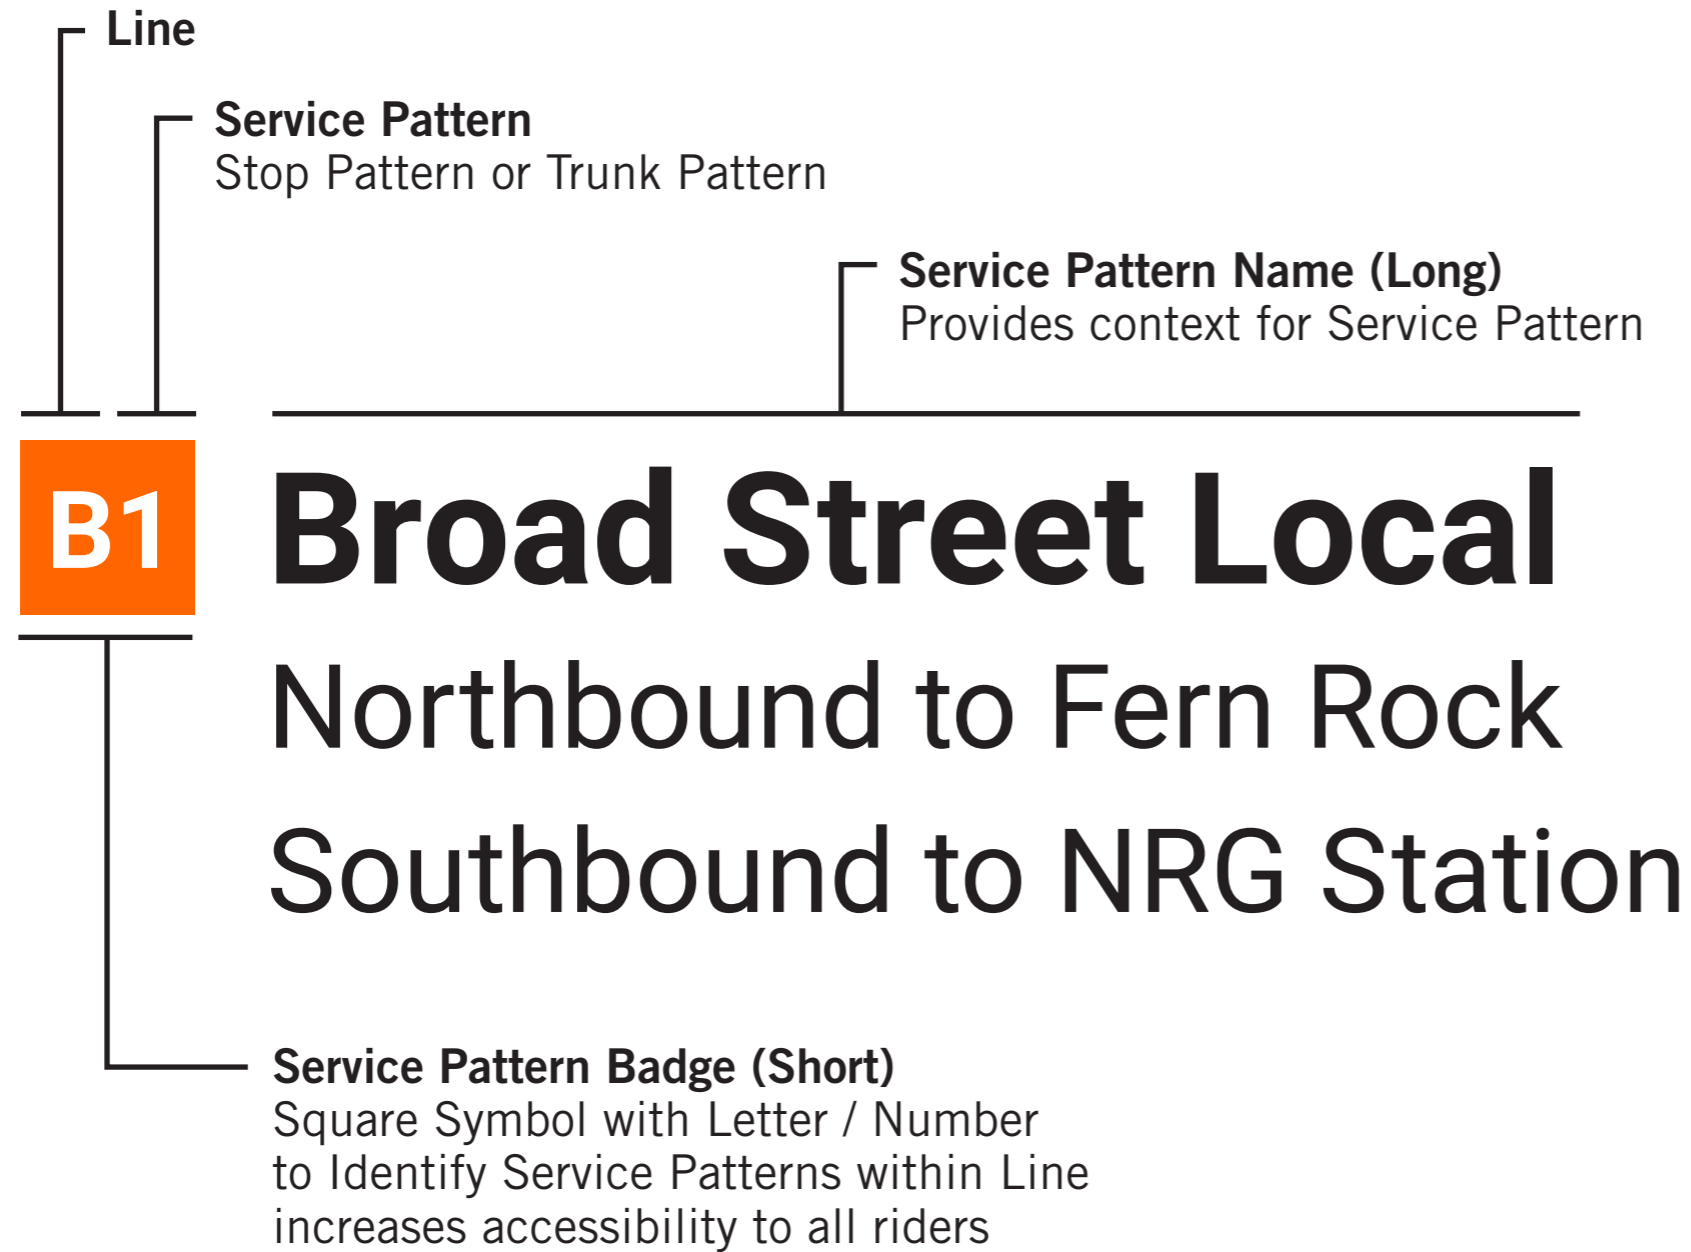 Line
Service Pattern
Stop Pattern or Trunk Pattern
Service Pattern Name (Long)
Provides context for Service Pattern
B1
Broad Street Local
Northbound to Fern Rock
Southbound to NRG Station
Service Pattern Badge (Short)
Square Symbol with Letter / Number
to Identify Service Patterns within Line
increases accessibility to all riders